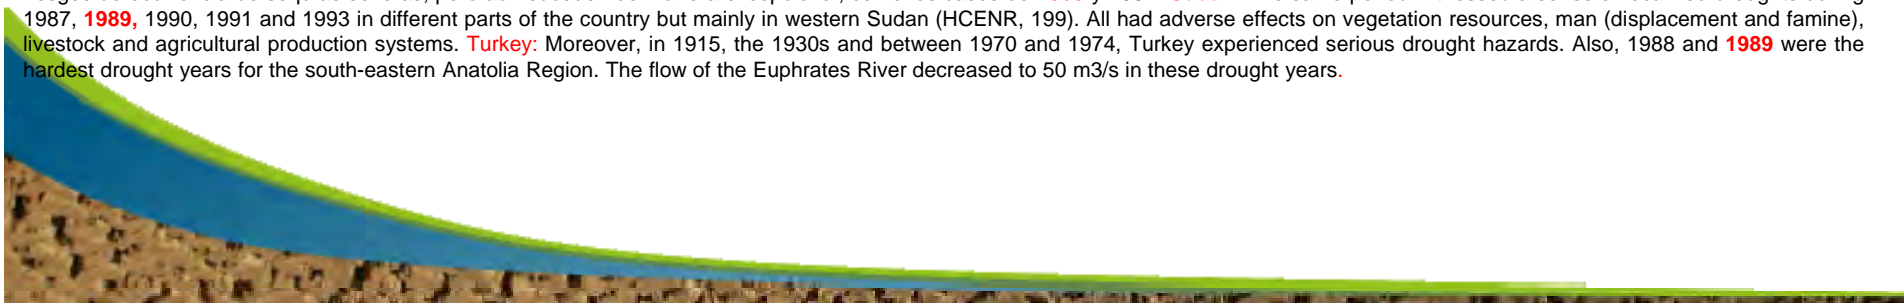 1987, 1989, 1990, 1991 and 1993 in different parts of the country but mainly in western Sudan (HCENR, 199). All had adverse effects on vegetation resources, man (displacement and famine),
livestock and agricultural production systems. Turkey: Moreover, in 1915, the 1930s and between 1970 and 1974, Turkey experienced serious drought hazards. Also, 1988 and 1989 were the
hardest drought years for the south-eastern Anatolia Region. The flow of the Euphrates River decreased to 50 m3/s in these drought years.